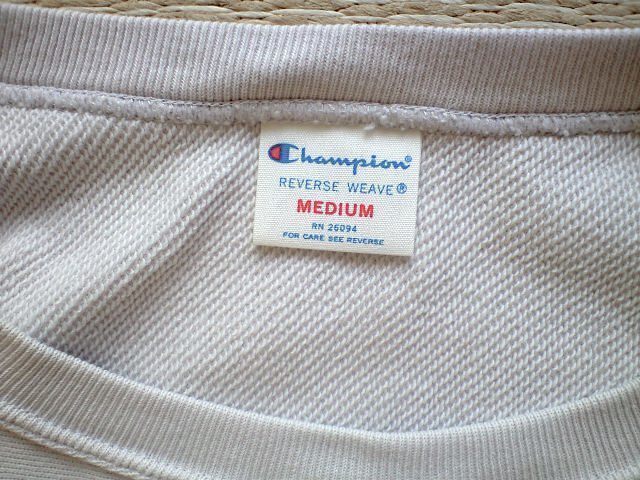 Champion®
REVERSE WEAVE®
MEDIUM
RN 26094
FOR CARE SEE REVERSE